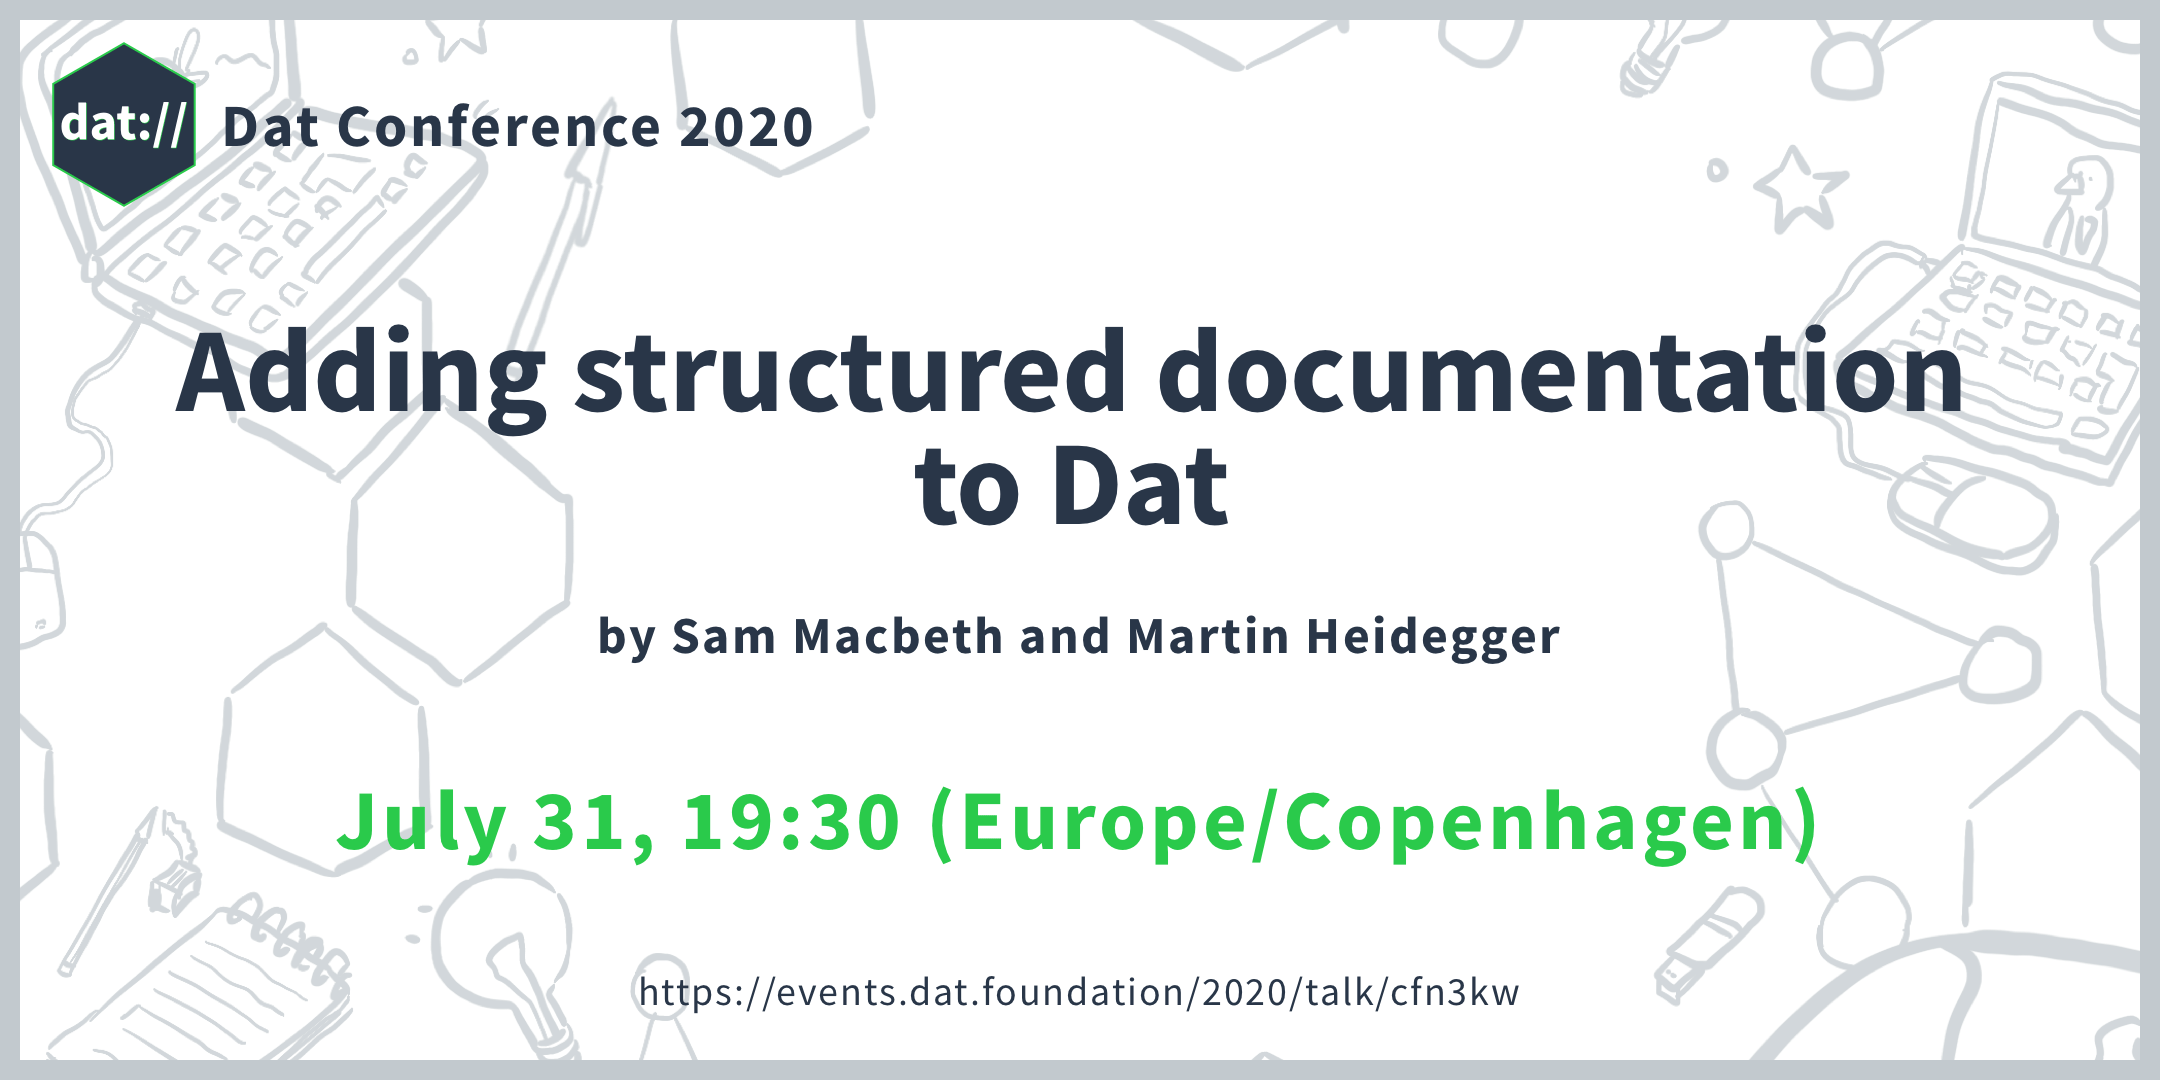 dat://
Dat Conference 2020
Adding structured documentation
to Dat
by Sam Macbeth and Martin Heidegger
July 31, 19:30 (Europe/Copenhagen)
https://events.dat.foundation/2020/talk/cfn3kw